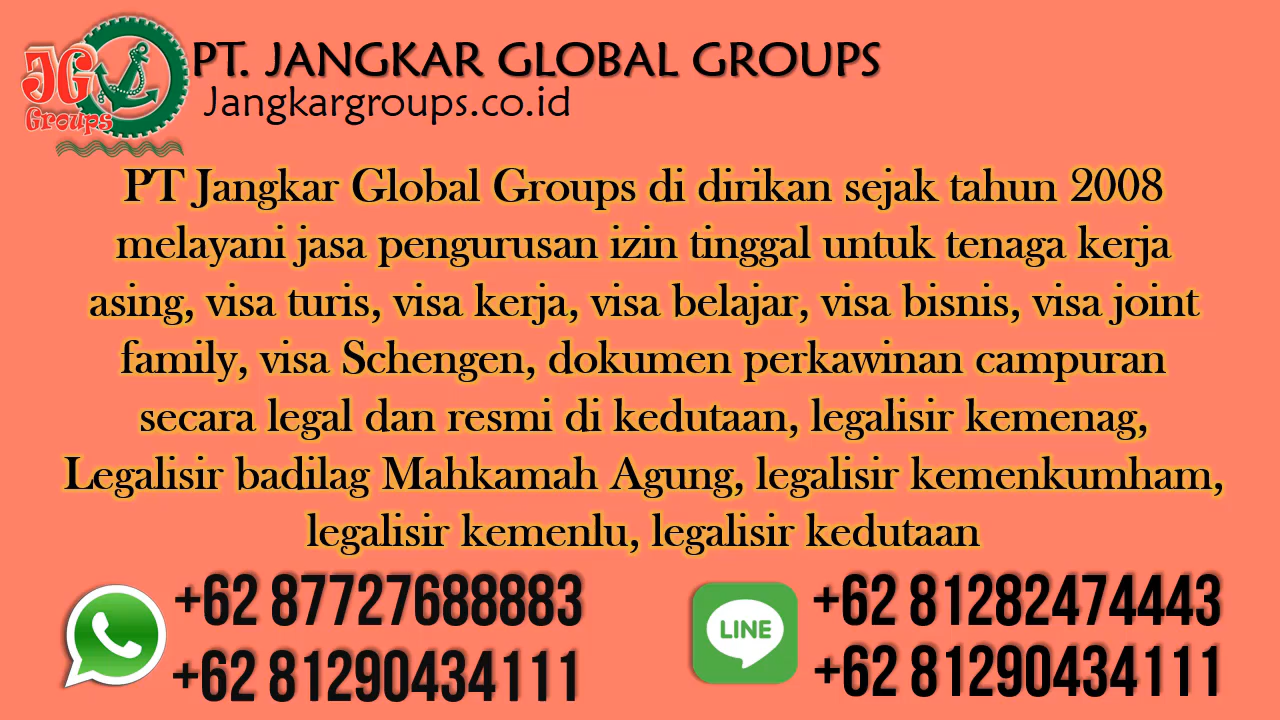 JG
Groups
PT. JANGKAR GLOBAL GROUPS
Jangkargroups.co.id
PT Jangkar Global Groups di dirikan sejak tahun 2008
melayani jasa pengurusan izin tinggal untuk tenaga kerja
asing, visa turis, visa kerja, visa belajar, visa bisnis, visa joint
family, visa Schengen, dokumen perkawinan campuran
secara legal dan resmi di kedutaan, legalisir kemenag,
Legalisir badilag Mahkamah Agung, legalisir kemenkumham,
legalisir kemenlu, legalisir kedutaan
+62 87727688883
+62 81290434111
LINE
+62 81282474443
+62 81290434111